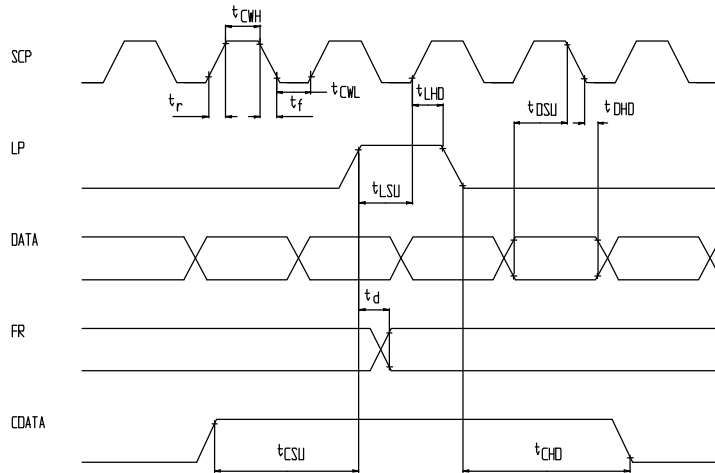 tCWH
SCP
tr
tf
tCWL
tLHD
tDSU
tDHD
LP
tLSU
DATA
td
FR
CDATA
tCSU
tCHD